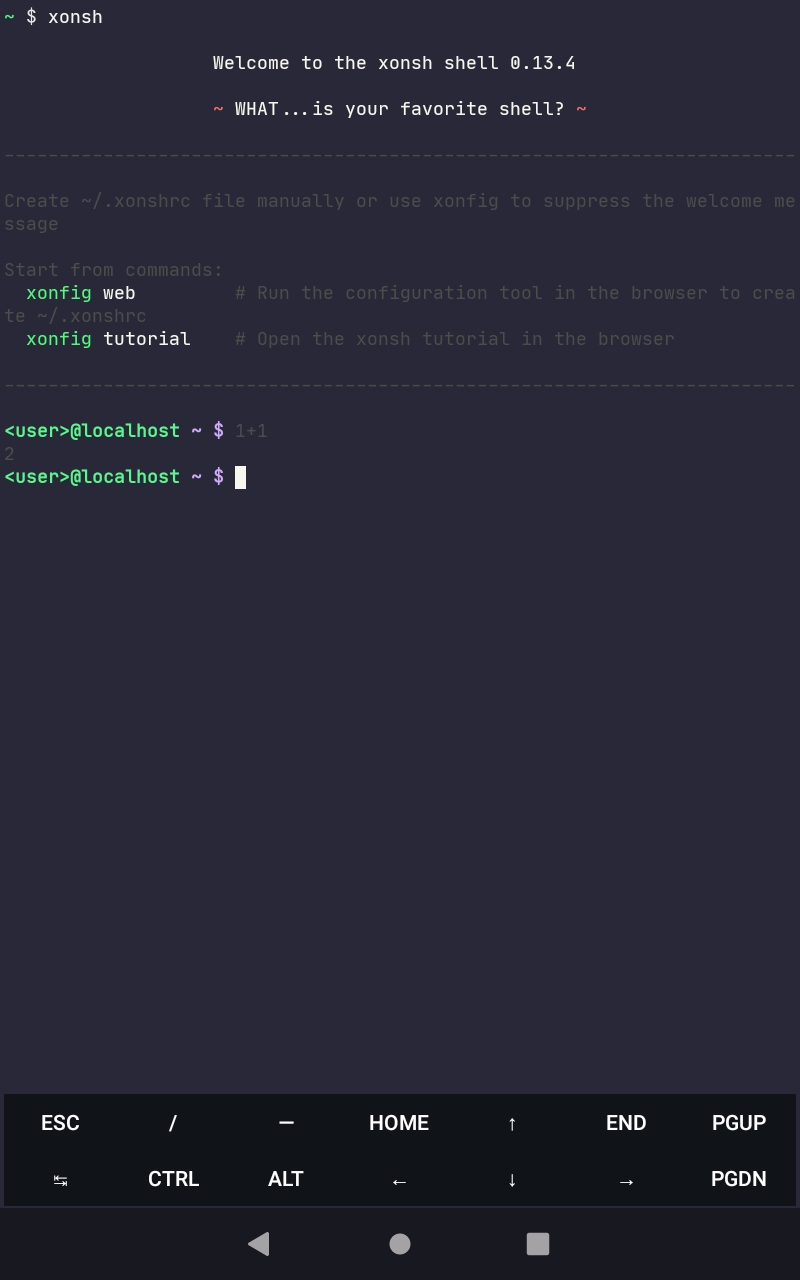 ~ $ xonsh
Welcome to the xonsh shell 0.13.4
~ WHAT...is your favorite shell? ~
------------------------------------------------------------------------
Create ~/.xonshrc file manually or use xonfig to suppress the welcome me
ssage
Start from commands:
  xonfig web         # Run the configuration tool in the browser to crea
te ~/.xonshrc
  xonfig tutorial    # Open the xonsh tutorial in the browser
------------------------------------------------------------------------
<user>@localhost ~ $ 1+1
2
<user>@localhost ~ $
ESC / — HOME ↑ END PGUP
↹ CTRL ALT ← ↓ → PGDN